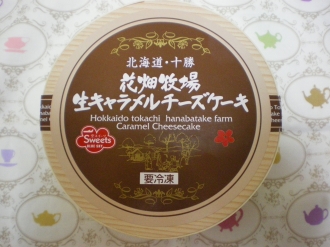 北海道・十勝
花畑牧場
生キャラメルチーズケーキ
Hokkaido tokachi hanabatake farm
Caramel Cheesecake
Sweets
要冷凍